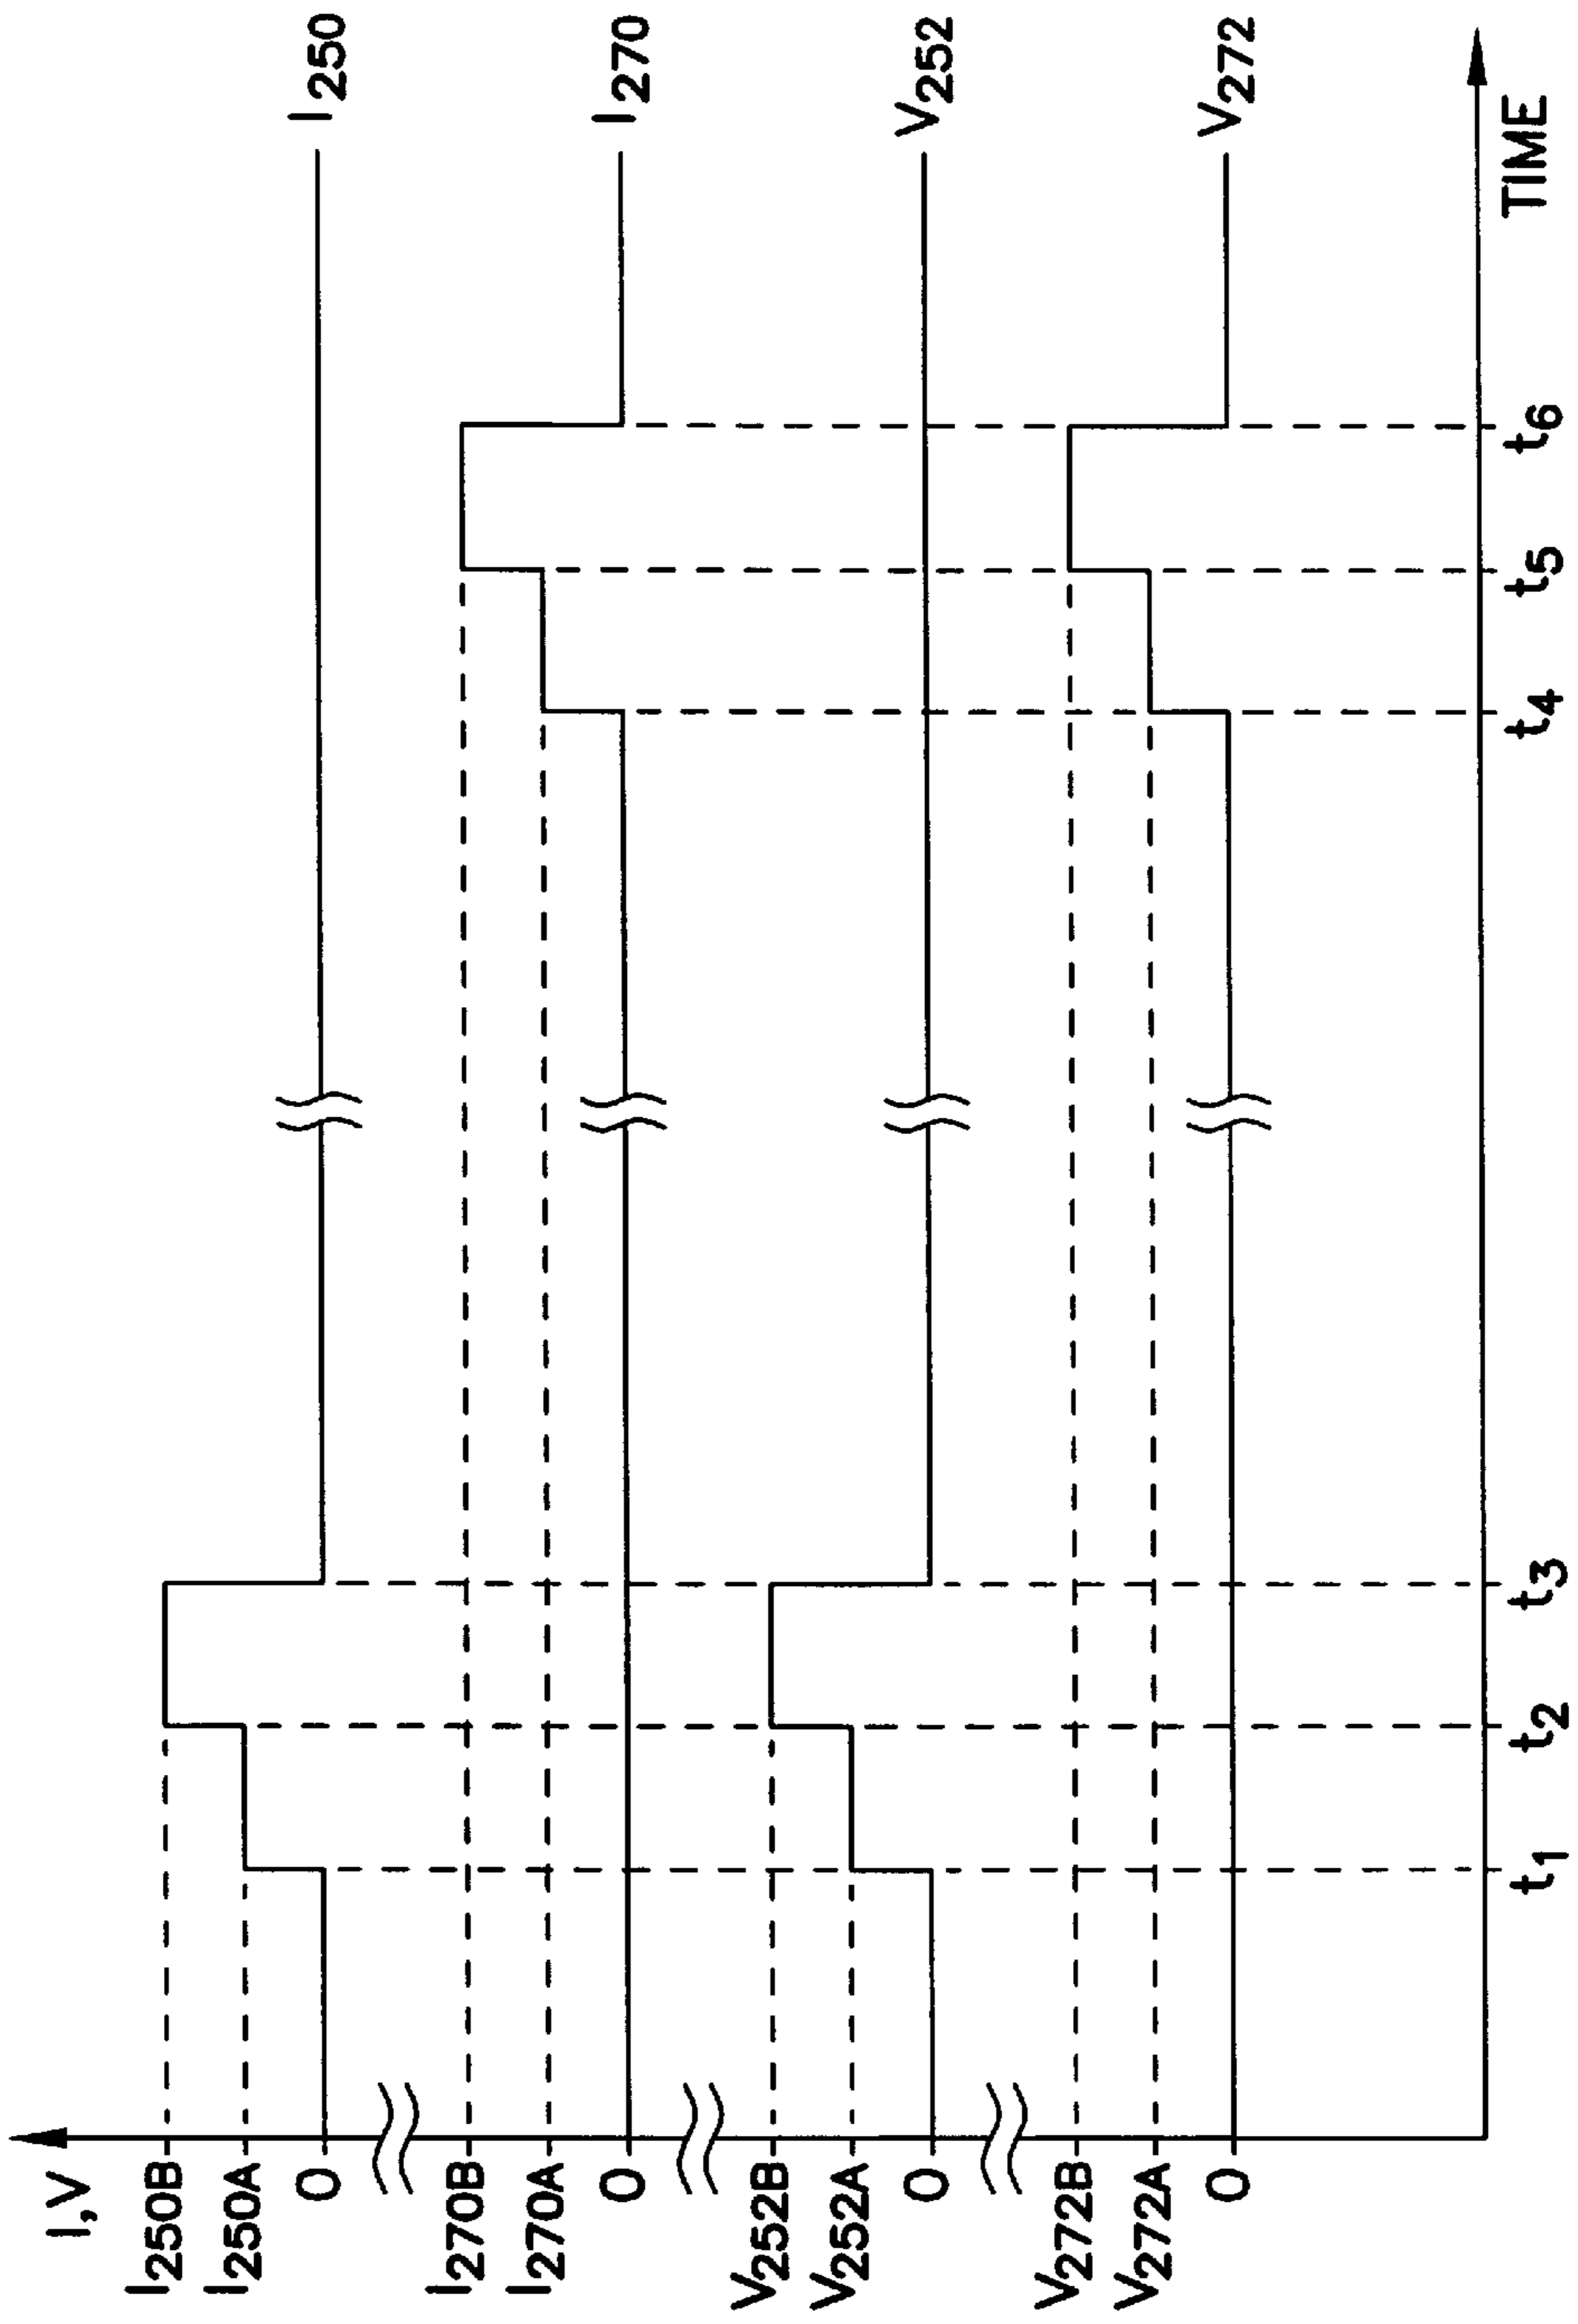 I,V
I250B
I250A
0
I250
I270B
I270A
0
I270
V252B
V252A
0
V252
V272B
V272A
0
V272
t1 t2 t3 t4 t5 t6
TIME